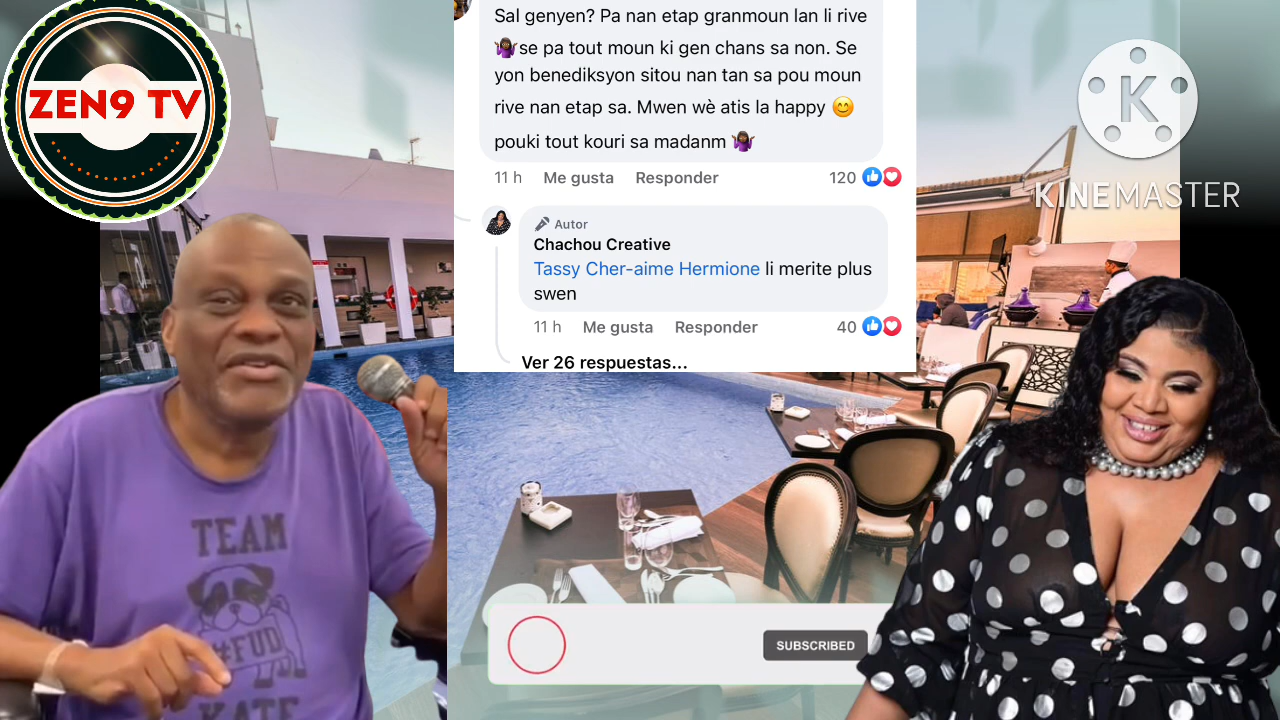 ZEN9 TV
Sal genyen? Pa nan etap granmoun lan li rive
🤷🏿‍♀️se pa tout moun ki gen chans sa non. Se
yon benediksyon sitou nan tan sa pou moun
rive nan etap sa. Mwen wè atis la happy 😊
pouki tout kouri sa madanm 🤷🏿‍♀️
11 h Me gusta Responder 120
Autor
Chachou Creative
Tassy Cher-aime Hermione li merite plus
swen
11 h Me gusta Responder 40
Ver 26 respuestas...
K
KINEMASTER
TEAM
#FUD
KATE
SUBSCRIBED